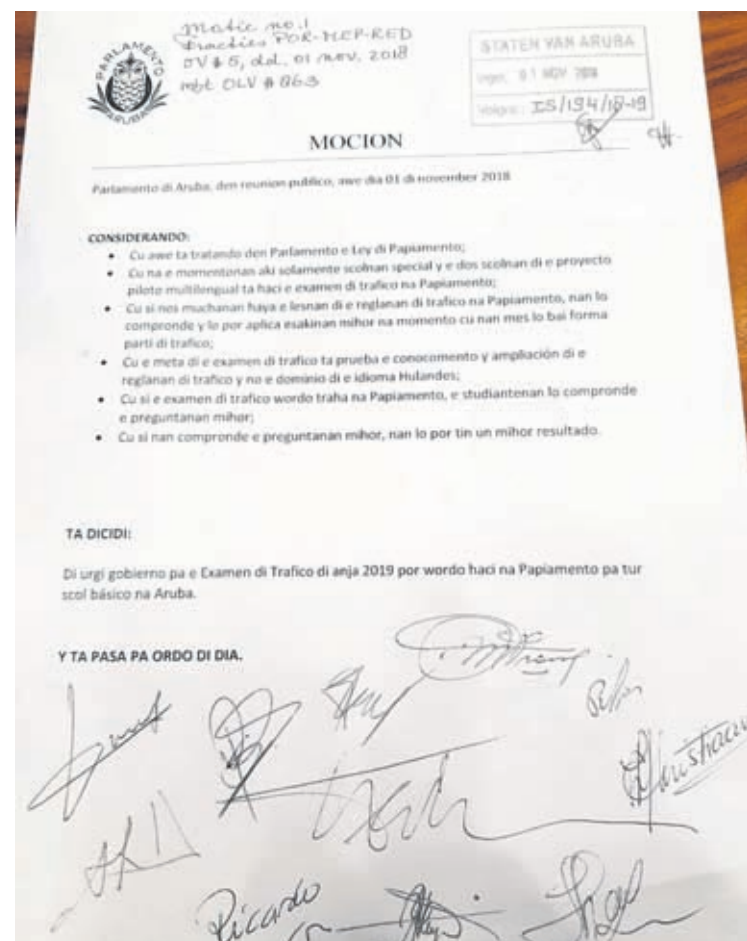 PARLAMENTO
ARUBA
Motie no.1
Fracties POR-MEP-RED
OV # 5, dd. 01 nov, 2018
mbt OLV # 863
STATEN VAN ARUBA
Ingek. 01 NOV 2018
Volgno. IS/194/18-19
MOCION
Parlamento di Aruba, den reunion publico, awe dia 01 di november 2018
CONSIDERANDO:
• Cu awe ta tratando den Parlamento e Ley di Papiamento;
• Cu na e momentonan aki solamente scolnan special y e dos scolnan di e proyecto
piloto multilengual ta haci e examen di trafico na Papiamento;
• Cu si nos muchanan haya e lesnan di e reglanan di trafico na Papiamento, nan lo
compronde y lo por aplica esakinan mihor na momento cu nan mes lo bai forma
parti di trafico;
• Cu e meta di e examen di trafico ta prueba e conocomento y ampliación di e
reglanan di trafico y no e dominio di e idioma Hulandes;
• Cu si e examen di trafico wordo traha na Papiamento, e studiantenan lo compronde
e preguntanan mihor;
• Cu si nan compronde e preguntanan mihor, nan lo por tin un mihor resultado.
TA DICIDI:
Di urgi gobierno pa e Examen di Trafico di anja 2019 por wordo haci na Papiamento pa tur
scol básico na Aruba.
Y TA PASA PA ORDO DI DIA.
Ricardo